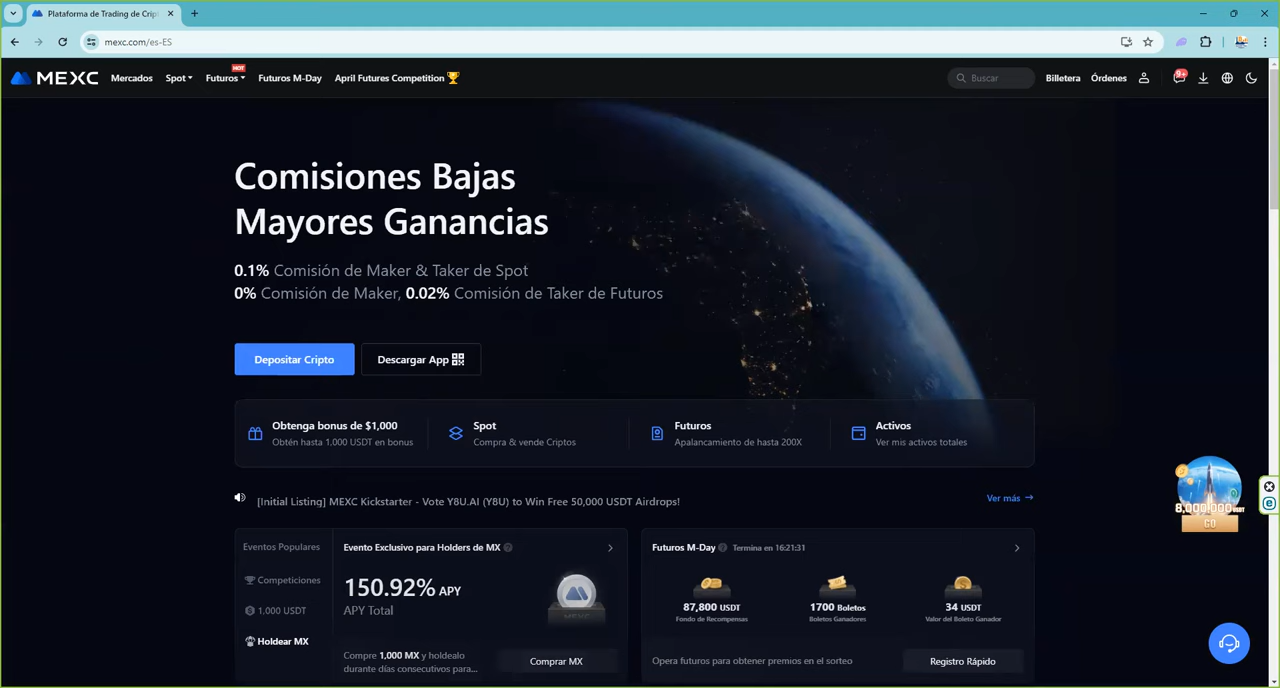 Plataforma de Trading de Crip
mexc.com/es-ES
MEXC
Mercados
Spot
Futuros
HOT
Futuros M-Day
April Futures Competition
Buscar
Billetera
Órdenes
9+
Comisiones Bajas
Mayores Ganancias
0.1% Comisión de Maker & Taker de Spot
0% Comisión de Maker, 0.02% Comisión de Taker de Futuros
Depositar Cripto
Descargar App
Obtenga bonus de $1,000
Obtén hasta 1,000 USDT en bonus
Spot
Compra & vende Criptos
Futuros
Apalancamiento de hasta 200X
Activos
Ver mis activos totales
[Initial Listing] MEXC Kickstarter - Vote Y8U.AI (Y8U) to Win Free 50,000 USDT Airdrops!
Ver más
8,000,000 USDT
GO
Eventos Populares
Competiciones
1,000 USDT
Holdear MX
Evento Exclusivo para Holders de MX
150.92% APY
APY Total
MEXC
Compre 1,000 MX y holdealo
durante días consecutivos para...
Comprar MX
Futuros M-Day
Termina en 16:21:31
87,800 USDT
Fondo de Recompensas
1700 Boletos
Boletos Ganadores
34 USDT
Valor del Boleto Ganador
Opera futuros para obtener premios en el sorteo
Registro Rápido